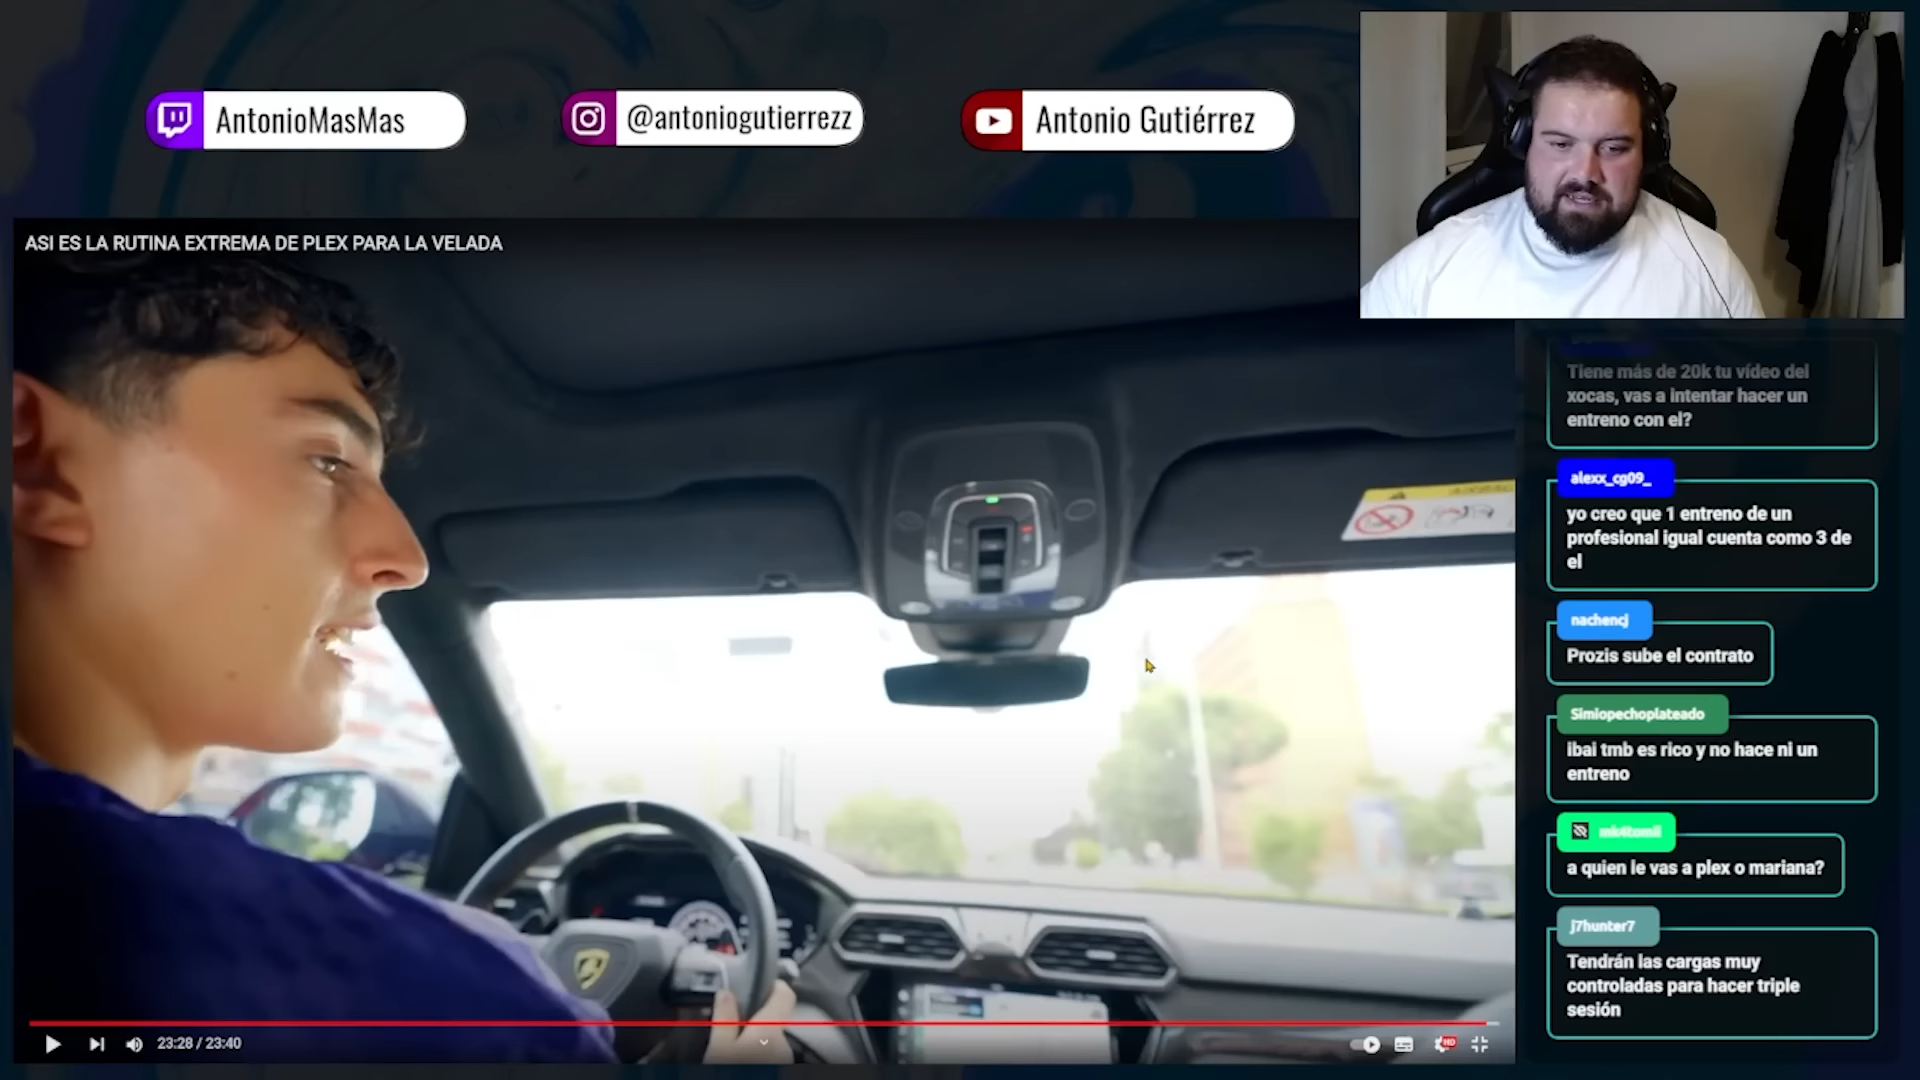 AntonioMasMas
@antoniogutierrezz
Antonio Gutiérrez
ASI ES LA RUTINA EXTREMA DE PLEX PARA LA VELADA
Tiene más de 20k tu vídeo del
xocas, vas a intentar hacer un
entreno con el?
alexx_cg09_
yo creo que 1 entreno de un
profesional igual cuenta como 3 de
el
nachencj
Prozis sube el contrato
Simiopechoplateado
ibai tmb es rico y no hace ni un
entreno
mk4tomii
a quien le vas a plex o mariana?
j7hunter7
Tendrán las cargas muy
controladas para hacer triple
sesión
23:28 / 23:40
HD